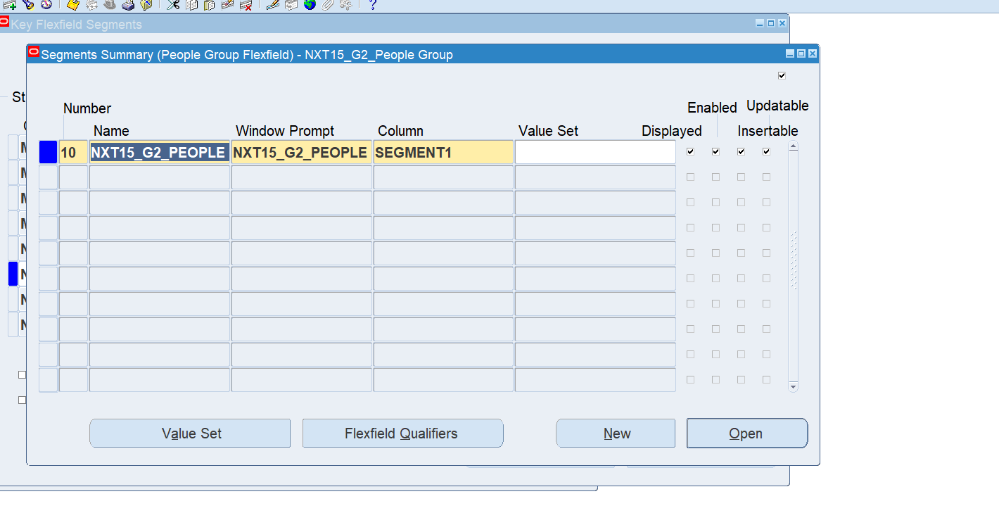 Key Flexfield Segments
Segments Summary (People Group Flexfield) - NXT15_G2_People Group
St
Number
Enabled
Updatable
Name
Window Prompt
Column
Value Set
Displayed
Insertable
10
NXT15_G2_PEOPLE
NXT15_G2_PEOPLE
SEGMENT1
Value Set
Flexfield Qualifiers
New
Open